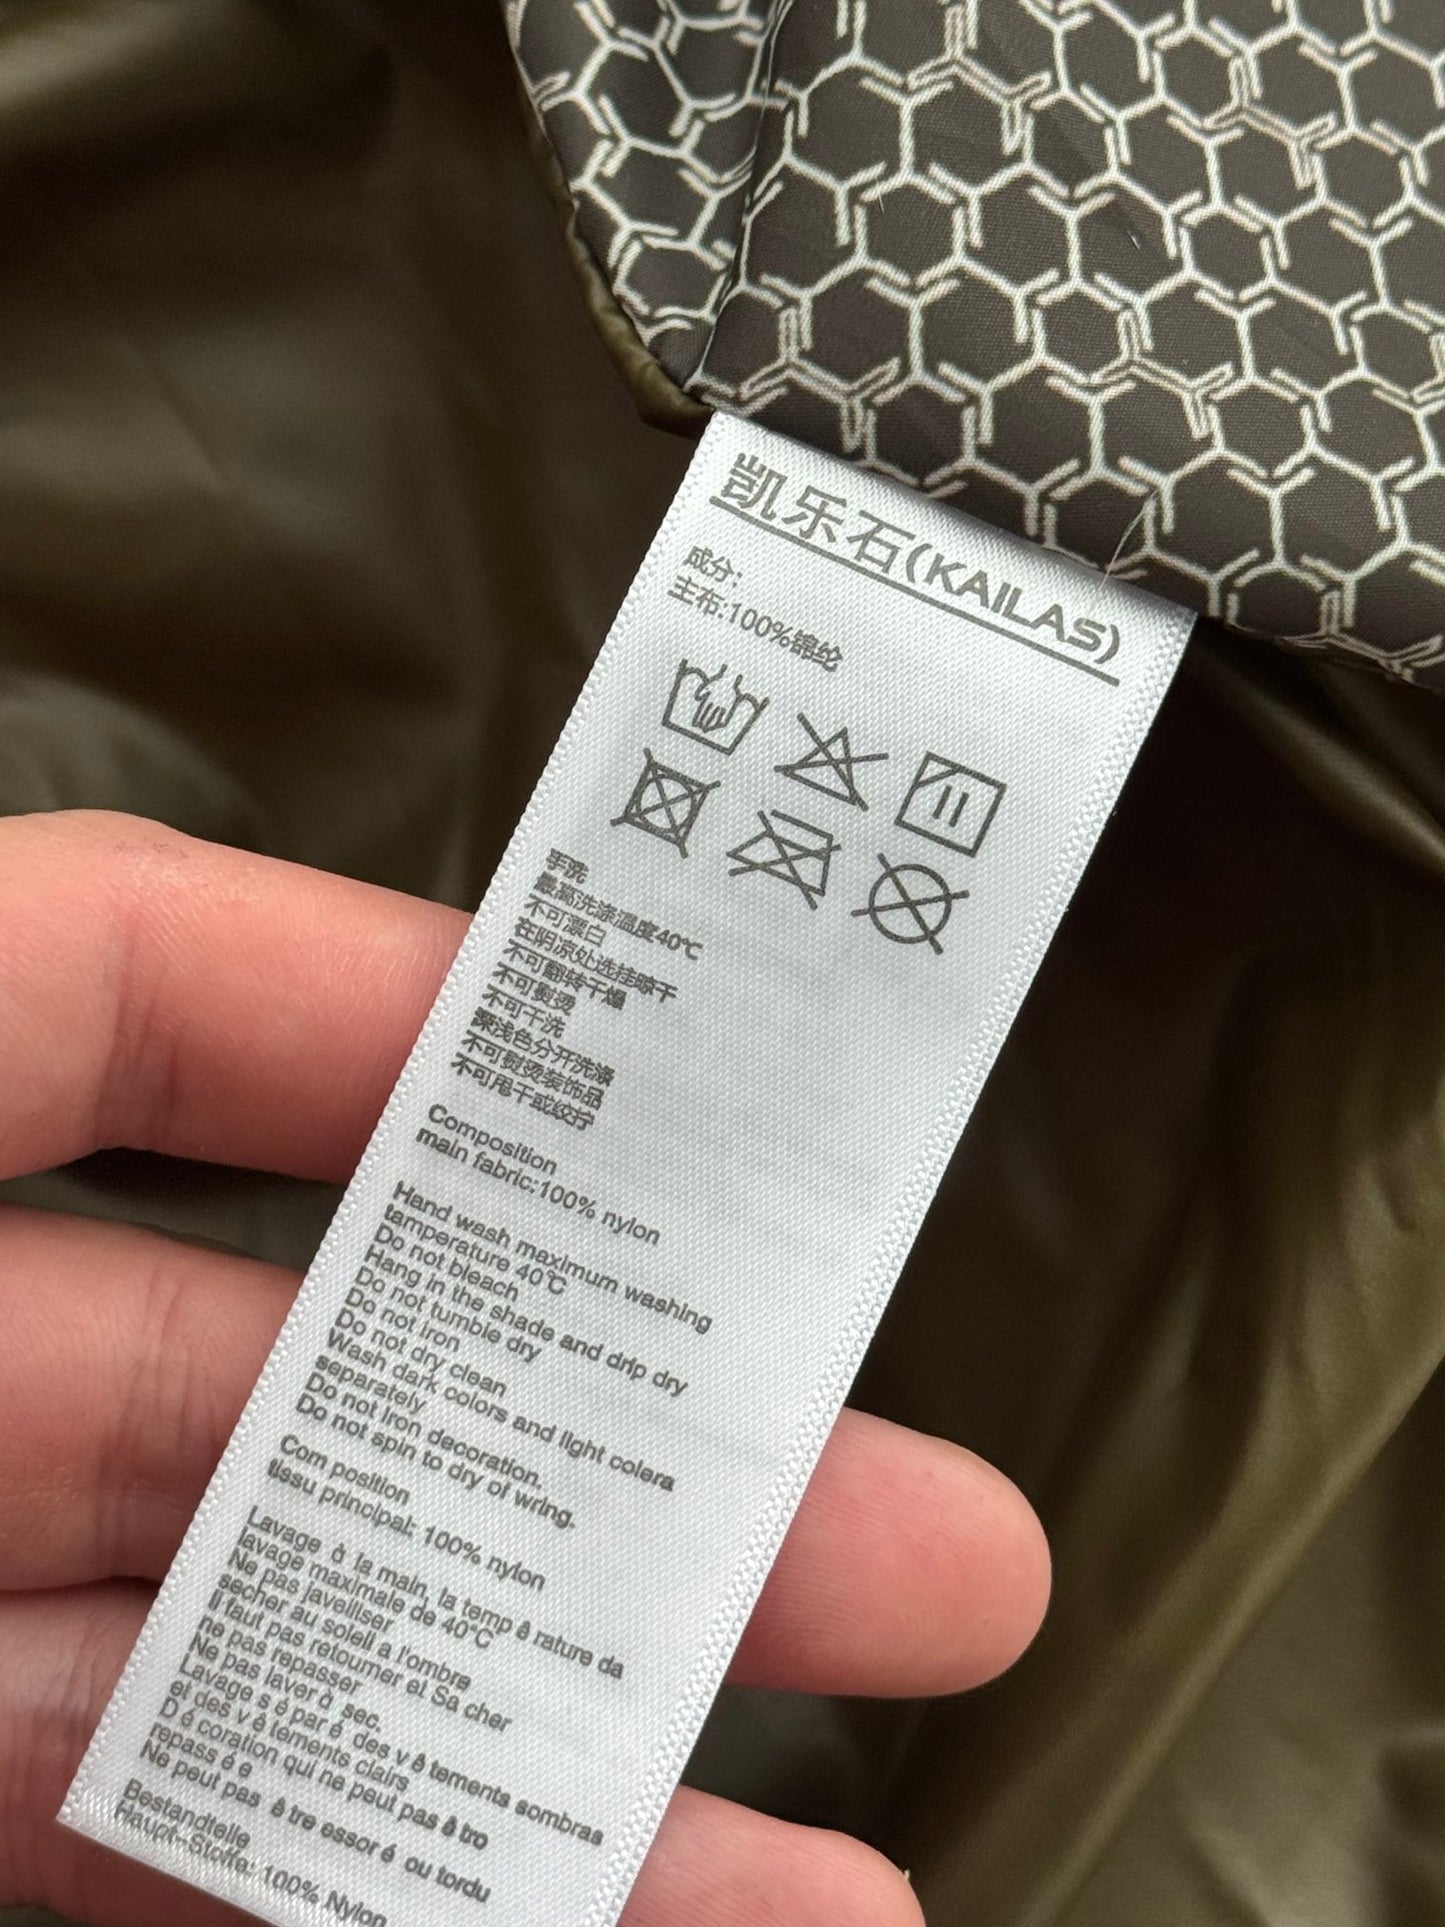 凯乐石(KAILAS)
成分:
主布:100%锦纶
手洗
最高洗涤温度40℃
不可漂白
在阴凉处选挂晾干
不可翻转干燥
不可熨烫
不可干洗
深浅色分开洗涤
不可熨烫装饰品
不可甩干或绞拧
Composition
main fabric:100% nylon
Hand wash maximum washing
tamperature 40℃
Do not bleach
Hang in the shade and drip dry
Do not tumble dry
Do not Iron
Do not dry clean
Wash dark colors and light colera
separately
Do not Iron decoration.
Do not spin to dry of wring.
Com position
tissu principal: 100% nylon
Lavage à la main, la temp ê rature da
lavage maximale de 40°C
Ne pas javelliser
secher au soleil a l'ombre
Il faut pas retourner et Sa cher
ne pas repasser
Ne pas laver à sec.
Lavage s é par é des v ê tements sombras
et des v ê tements clairs
D é coration qui ne peut pas ê tro
repass é e
Ne peut pas ê tre essor é ou tordu
Bestandtelle
Haupt-Stoffe: 100% Nylon